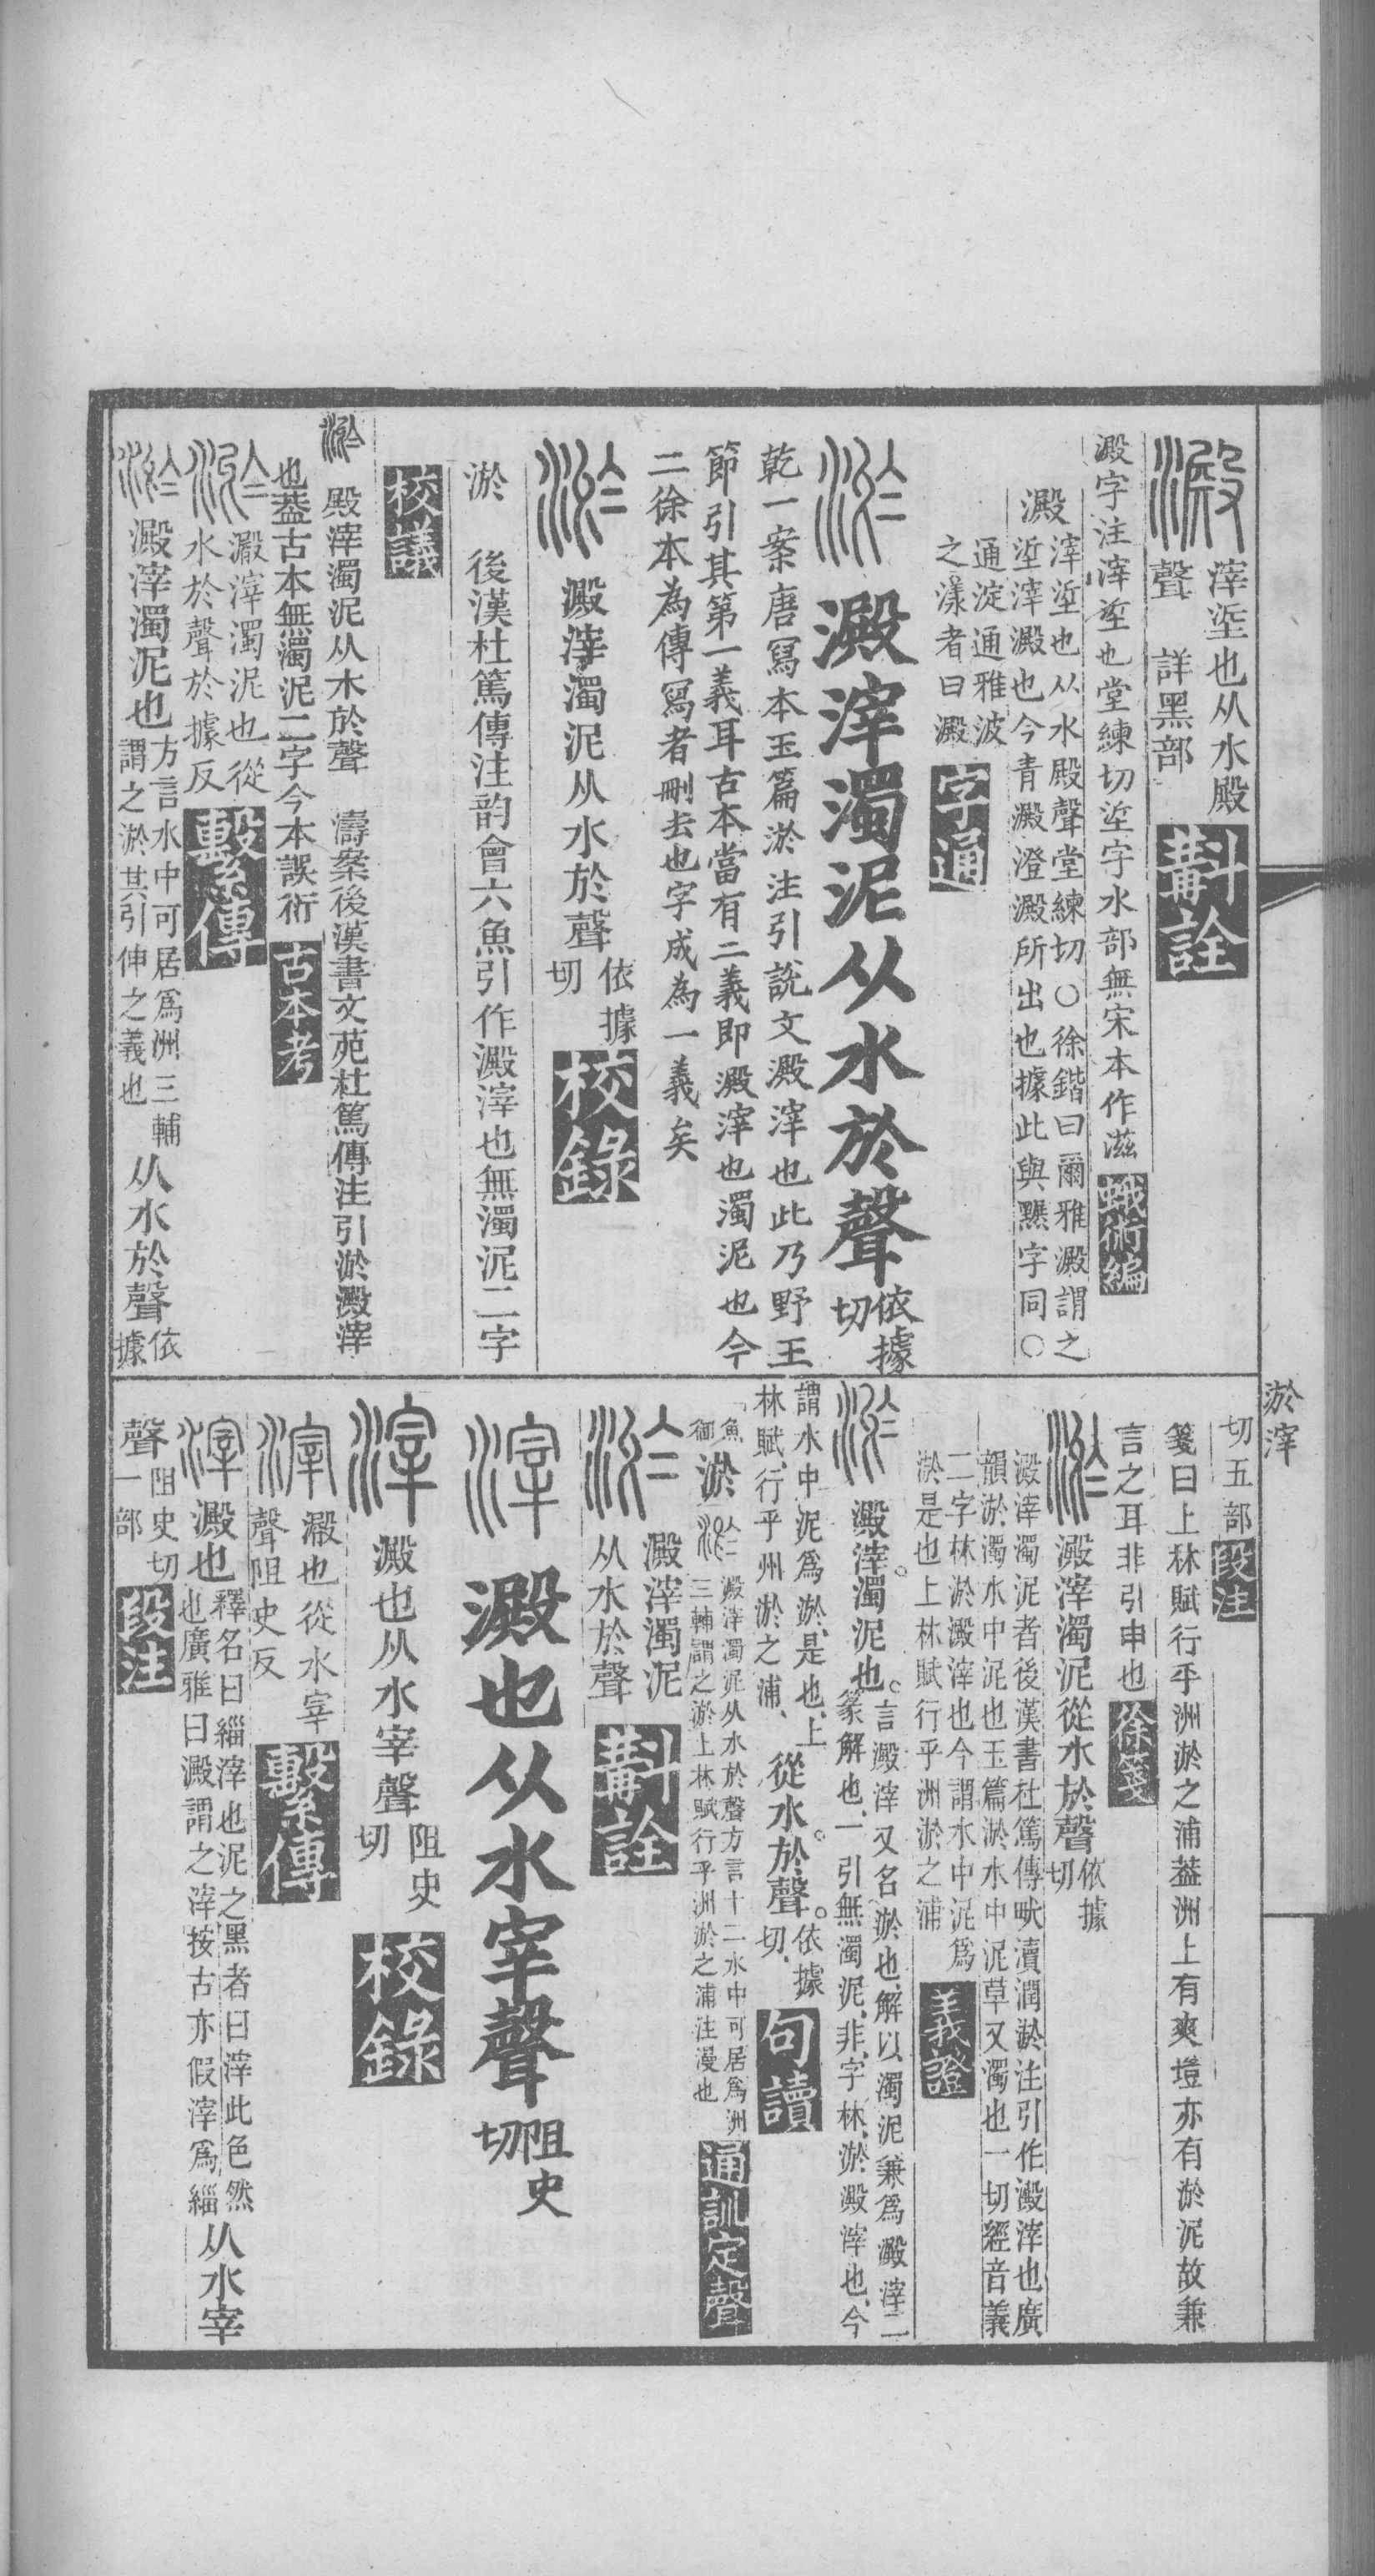 滓垽也从水殿
聲 詳黑部
斠詮
澱字注滓垽也堂練切垽字水部無宋本作滋
蛾術編
澱 滓垽也从水殿聲堂練切○徐鍇曰爾雅澱謂之
垽滓澱也今青澱澄澱所出也據此與黰字同○
通淀通雅波
之漾者曰澱
字通
澱滓濁泥从水於聲
依據
切
乾一案唐寫本玉篇淤注引說文澱滓也此乃野王
節引其第一義耳古本當有二義即澱滓也濁泥也今
二徐本為傳寫者刪去也字成為一義矣
澱滓濁泥从水於聲
依據
切
校錄
淤 後漢杜篤傳注韵會六魚引作澱滓也無濁泥二字
校議
殿滓濁泥从木於聲 濤案後漢書文苑杜篤傳注引淤澱滓
也葢古本無濁泥二字今本誤衍
古本考
澱滓濁泥也從
水於聲於據反
繫傳
澱滓濁泥也
方言水中可居爲洲三輔
謂之淤其引伸之義也
从水於聲
依
據
淤滓
切五部
段注
箋曰上林賦行乎洲淤之浦葢洲上有爽塏亦有淤泥故兼
言之耳非引申也
徐箋
澱滓濁泥從水於聲
依據
切
澱滓濁泥者後漢書杜篤傳畎瀆潤淤注引作澱滓也廣
韻淤濁水中泥也玉篇淤水中泥草又濁也一切經音義
二字林淤澱滓也今謂水中泥爲
淤是也上林賦行乎洲淤之浦
義證
澱滓。濁泥也。
言澱滓又名淤也、解以濁泥兼爲澱滓二
篆解也、一引無濁泥、非、字林、淤、澱滓也、今
謂水中泥爲淤、是也、上
林賦、行乎州淤之浦、
從水。於聲。
依據
切、
句讀
魚
御
淤
澱滓濁泥从水於聲方言十二水中可居爲洲
三輔謂之淤上林賦行乎洲淤之浦注漫也
通訓定聲
澱滓濁泥
从水於聲
斠詮
澱也从水宰聲
阻史
切
澱也从水宰聲
阻史
切
校錄
澱也從水宰
聲阻史反
繫傳
澱也
釋名曰緇滓也泥之黑者曰滓此色然
也廣雅曰澱謂之滓按古亦假滓爲緇
从水宰
聲
阻史切
一部
段注